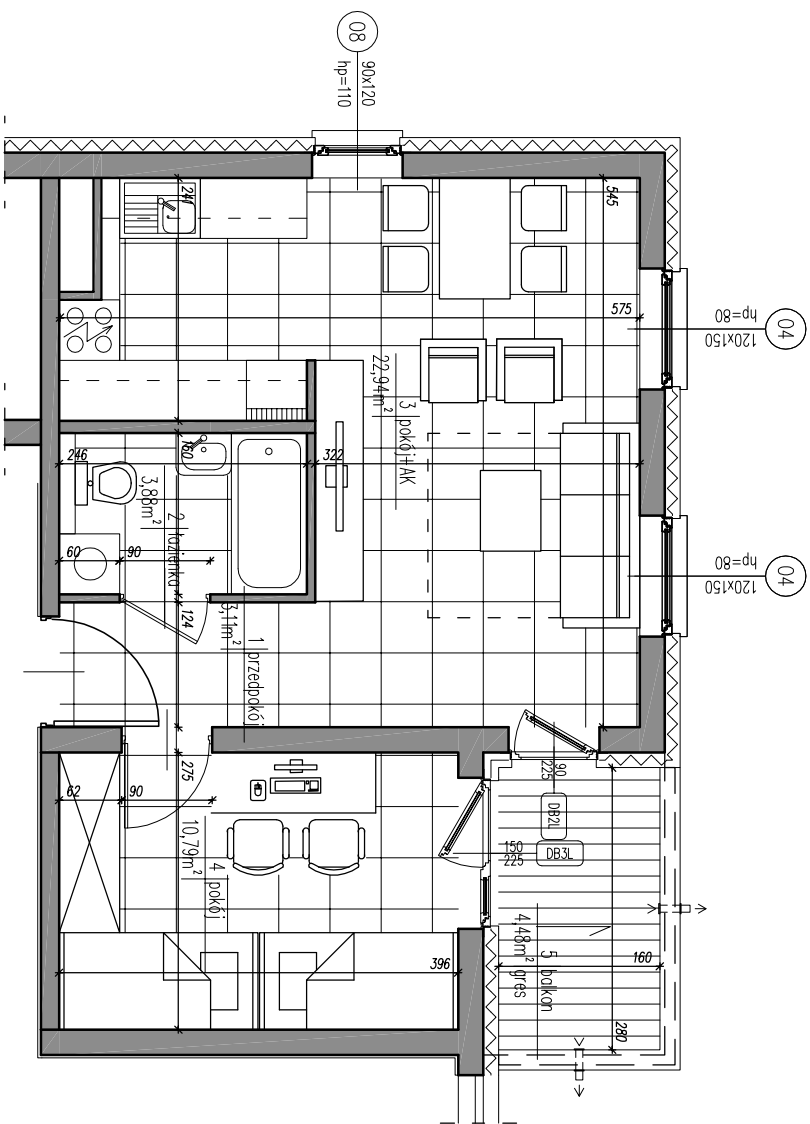 08
90x120
hp=110
04
120x150
hp=80
04
120x150
hp=80
545
241
575
3 pokój+AK
22,94m²
322
246
160
2 łazienka
3,88m²
60
90
124
1 przedpokój
3,11m²
90
225
DB2L
150
225
DB3L
275
62
90
4 pokój
10,79m²
396
5 balkon
4,48m² gres
160
280